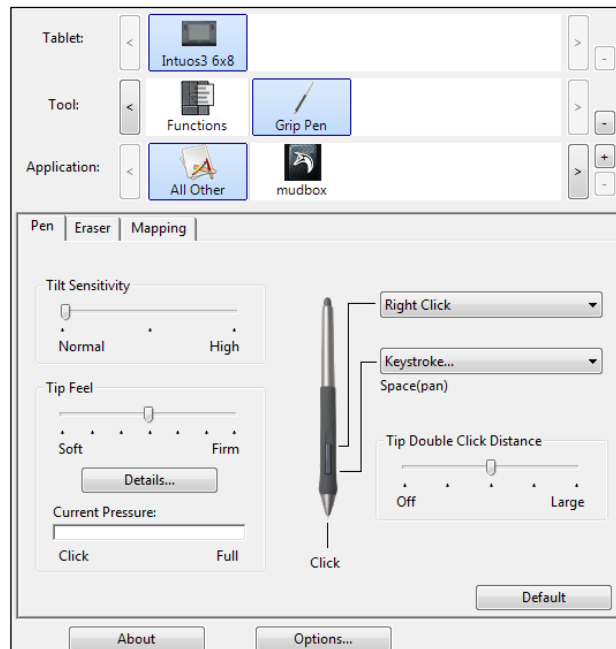 Tablet:
< Intuos3 6x8 >
-
Tool:
< Functions Grip Pen >
-
Application:
< All Other mudbox > +
-
Pen Eraser Mapping
Tilt Sensitivity
Normal High
Right Click
Keystroke...
Space(pan)
Tip Feel
Soft Firm
Details...
Current Pressure:
Click Full
Tip Double Click Distance
Off Large
Click
Default
About Options...